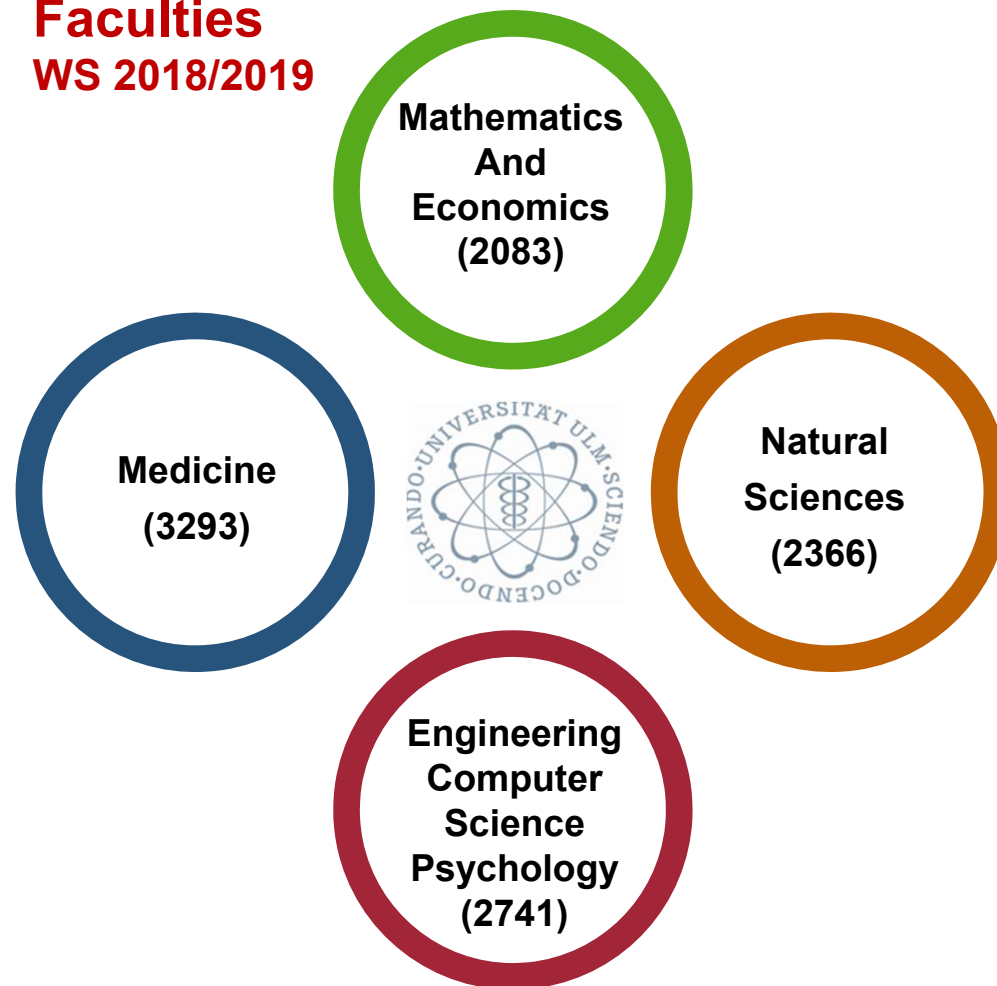 Faculties
WS 2018/2019
Mathematics
And
Economics
(2083)
Medicine
(3293)
UNIVERSITÄT ULM·SCIENDO·DOCENDO·CURANDO·
Natural
Sciences
(2366)
Engineering
Computer
Science
Psychology
(2741)